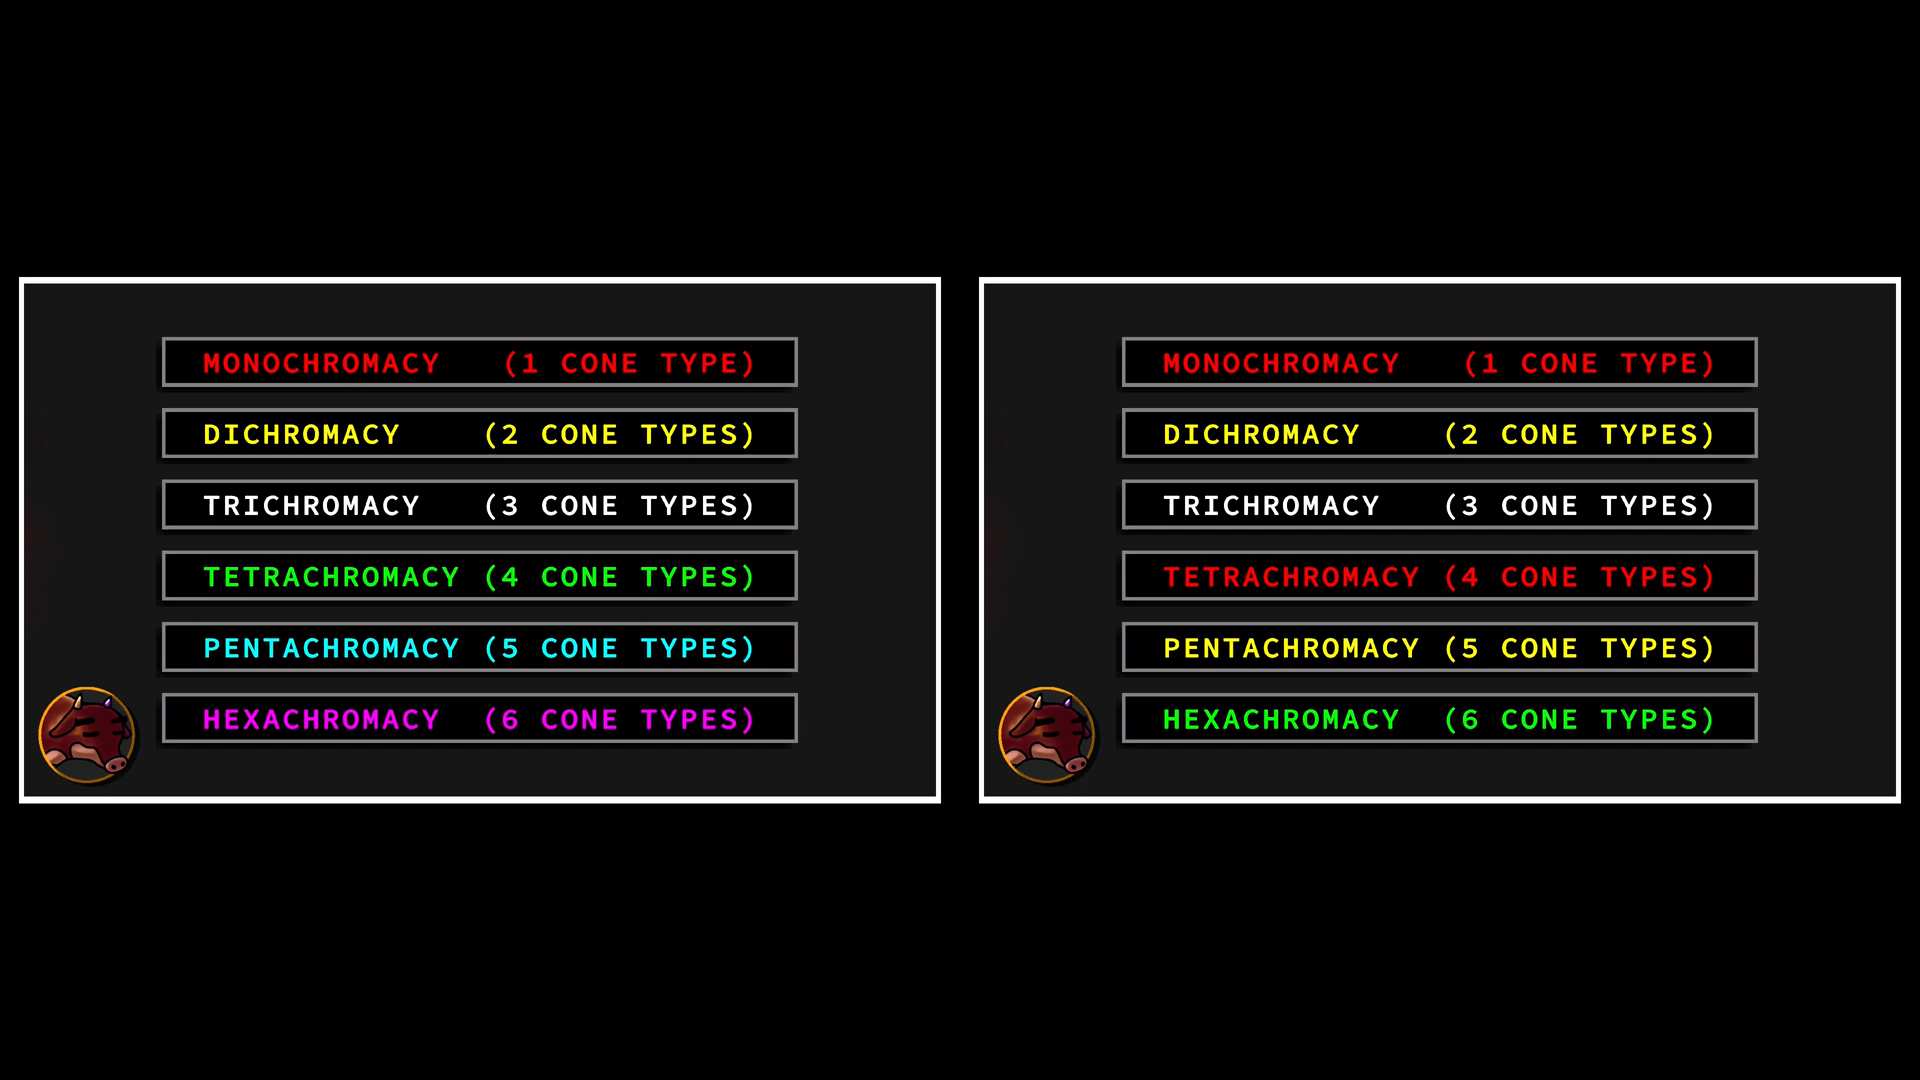 MONOCHROMACY (1 CONE TYPE)
DICHROMACY (2 CONE TYPES)
TRICHROMACY (3 CONE TYPES)
TETRACHROMACY (4 CONE TYPES)
PENTACHROMACY (5 CONE TYPES)
HEXACHROMACY (6 CONE TYPES)
MONOCHROMACY (1 CONE TYPE)
DICHROMACY (2 CONE TYPES)
TRICHROMACY (3 CONE TYPES)
TETRACHROMACY (4 CONE TYPES)
PENTACHROMACY (5 CONE TYPES)
HEXACHROMACY (6 CONE TYPES)